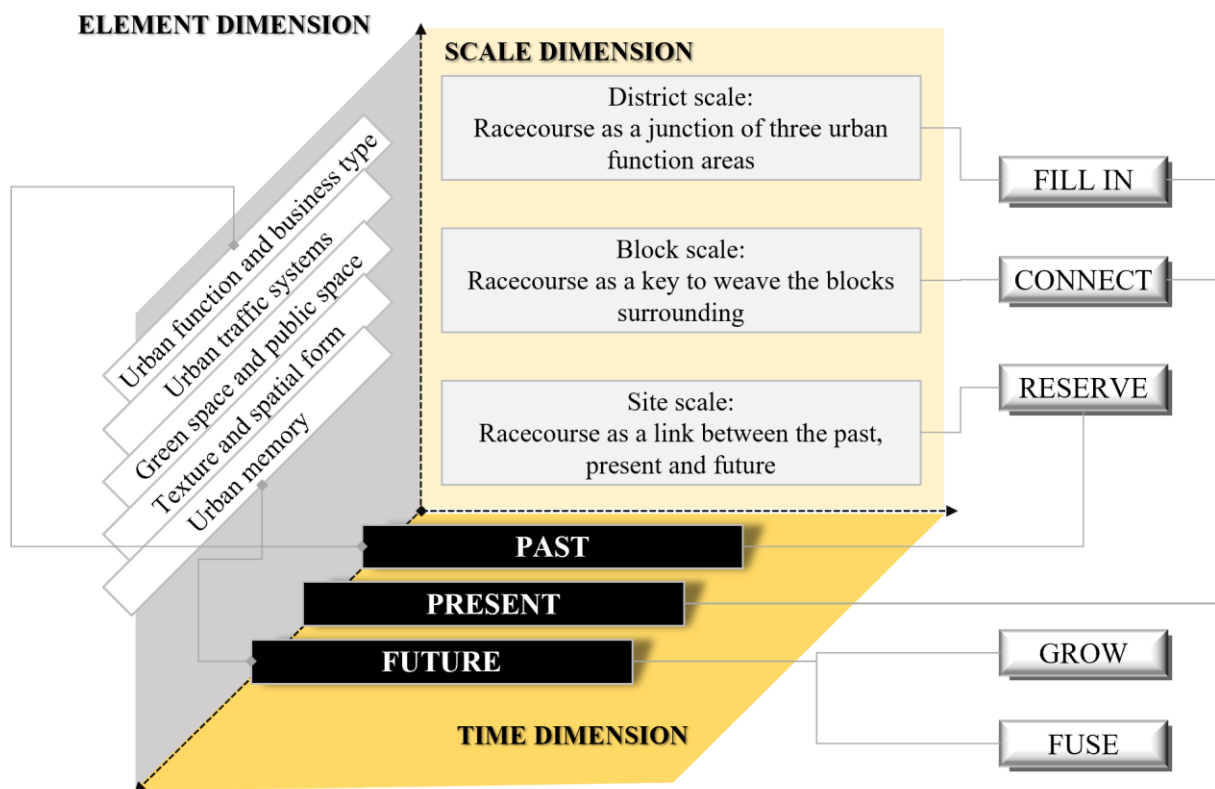 ELEMENT DIMENSION
SCALE DIMENSION
District scale:
Racecourse as a junction of three urban
function areas
Block scale:
Racecourse as a key to weave the blocks
surrounding
Site scale:
Racecourse as a link between the past,
present and future
Urban function and business type
Urban traffic systems
Green space and public space
Texture and spatial form
Urban memory
FILL IN
CONNECT
RESERVE
PAST
PRESENT
FUTURE
GROW
FUSE
TIME DIMENSION